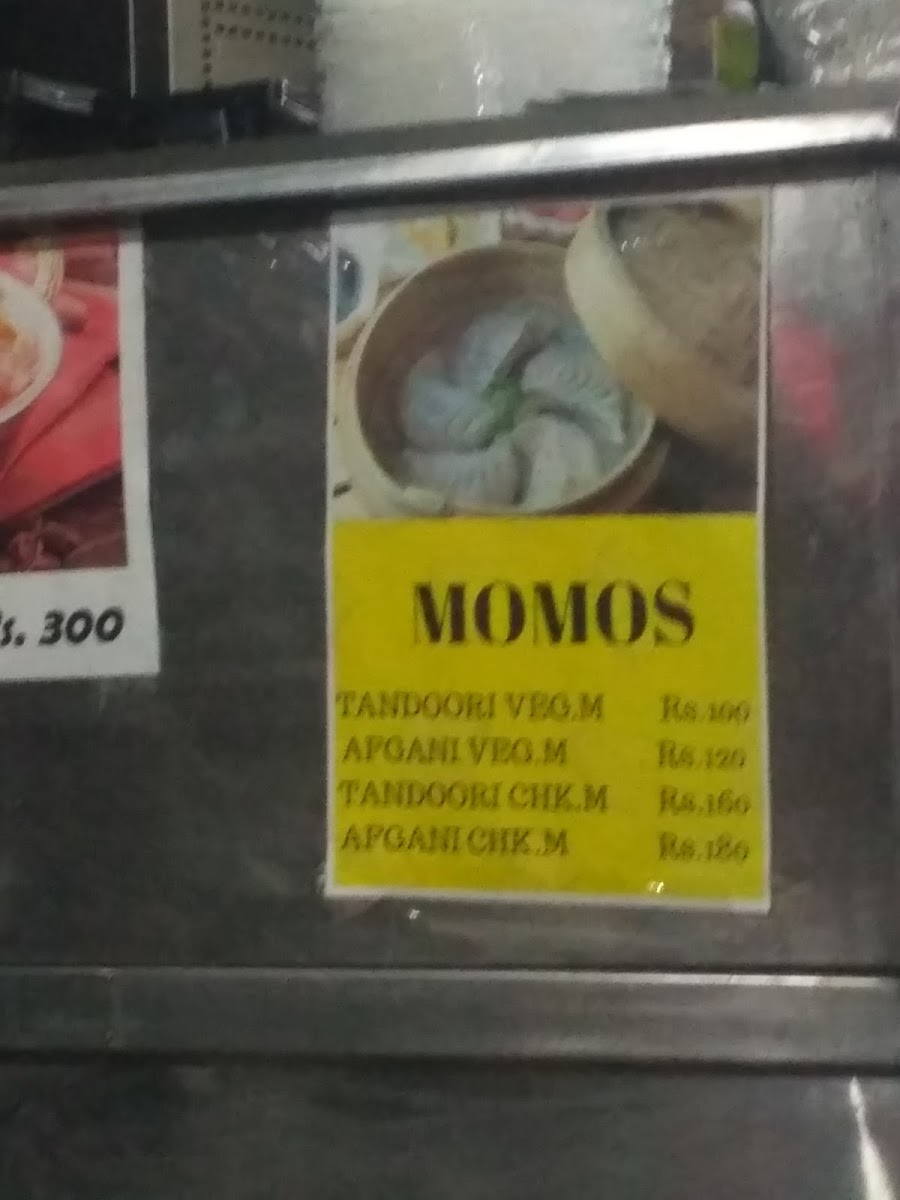 s. 300
MOMOS
TANDOORI VEG.M Rs.100
AFGANI VEG.M Rs.120
TANDOORI CHK.M Rs.160
AFGANI CHK.M Rs.180